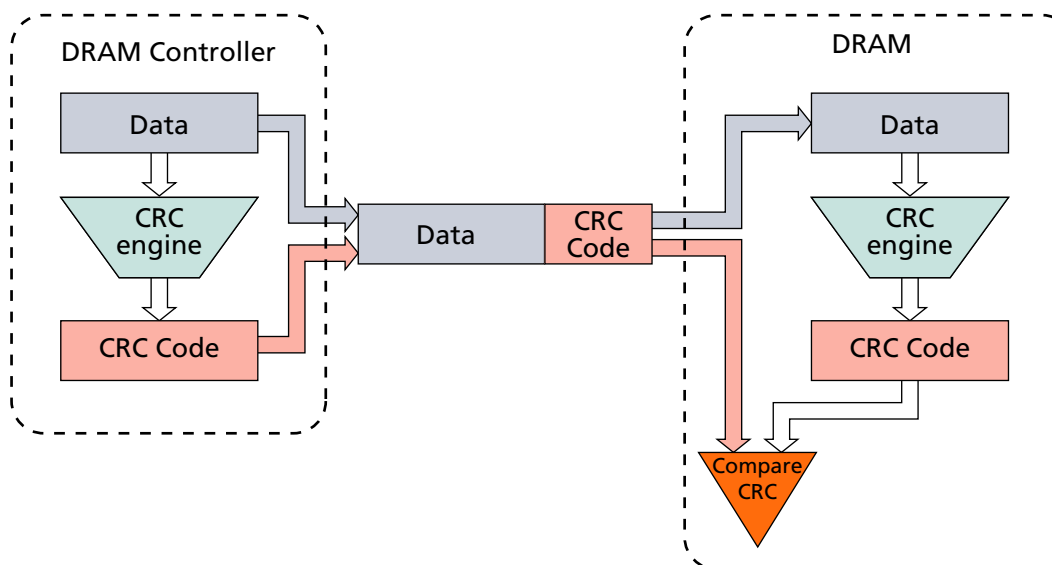 DRAM Controller
Data
CRC
engine
CRC Code
Data
CRC
Code
DRAM
Data
CRC
engine
CRC Code
Compare
CRC